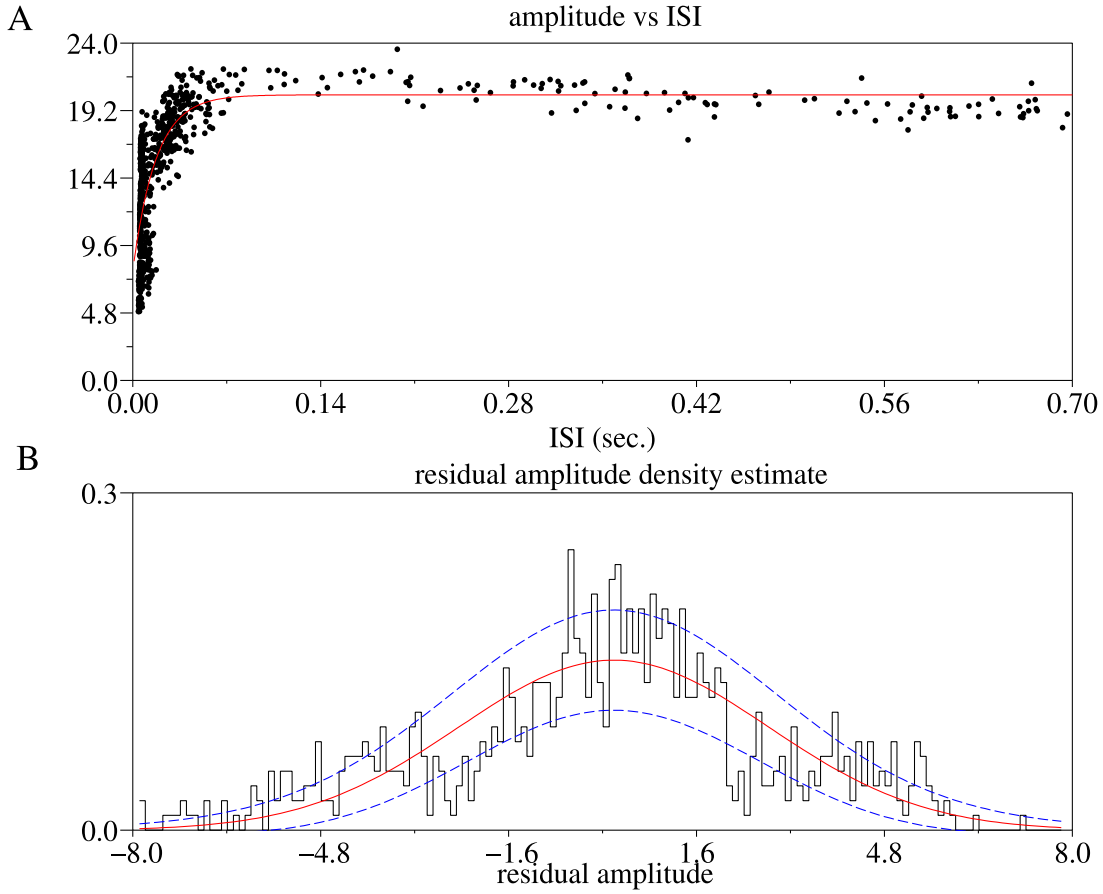 A
amplitude vs ISI
24.0
19.2
14.4
9.6
4.8
0.0
0.00 0.14 0.28 0.42 0.56 0.70
ISI (sec.)
B
residual amplitude density estimate
0.3
0.0
−8.0 −4.8 −1.6 1.6 4.8 8.0
residual amplitude